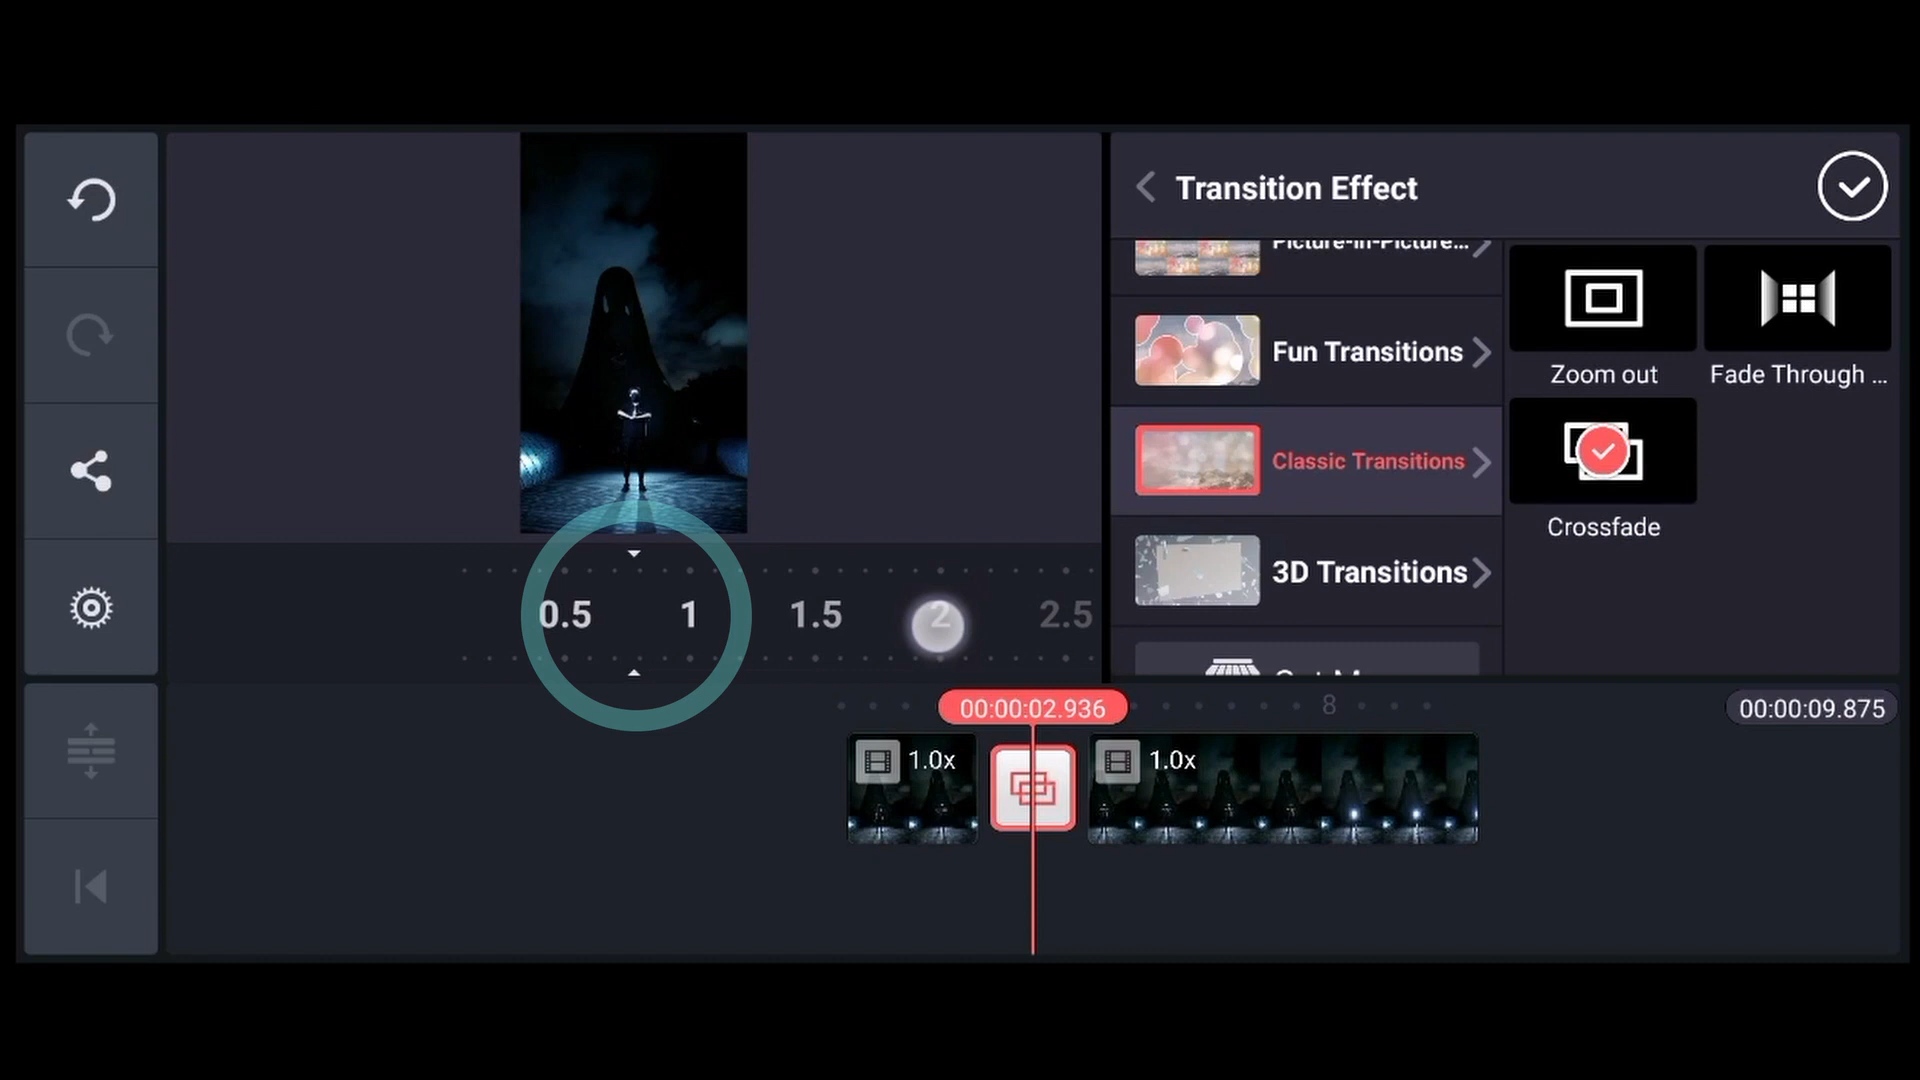 Transition Effect
Picture-in-Picture...
Fun Transitions
Classic Transitions
3D Transitions
Zoom out
Fade Through ...
Crossfade
0.5
1
1.5
2
2.5
00:00:02.936
8
00:00:09.875
1.0x
1.0x